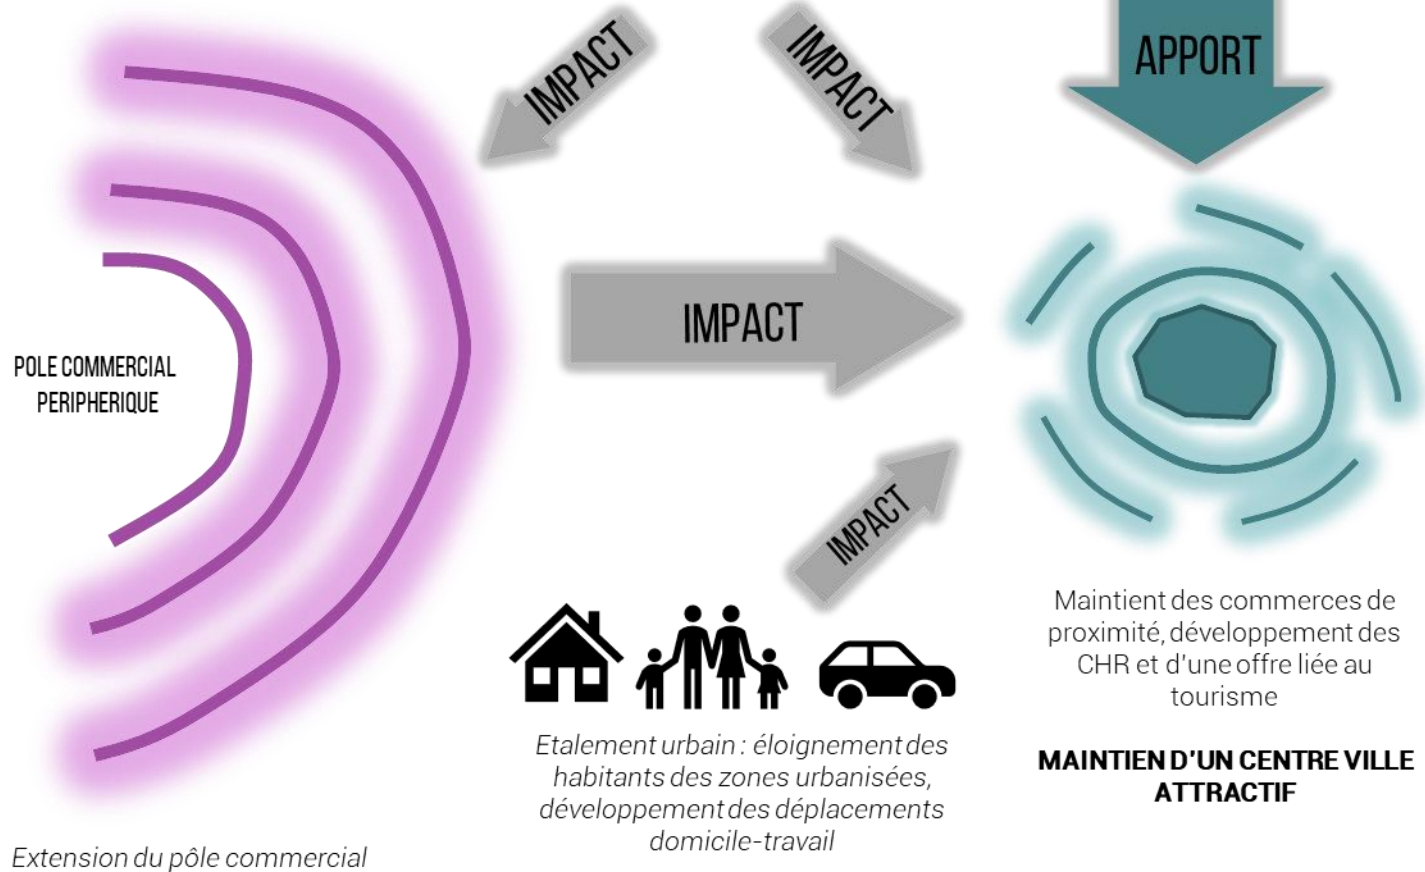 IMPACT
IMPACT
APPORT
IMPACT
POLE COMMERCIAL
PERIPHERIQUE
IMPACT
Maintient des commerces de
proximité, développement des
CHR et d'une offre liée au
tourisme
Etalement urbain : éloignement des
habitants des zones urbanisées,
développement des déplacements
domicile-travail
MAINTIEN D'UN CENTRE VILLE
ATTRACTIF
Extension du pôle commercial